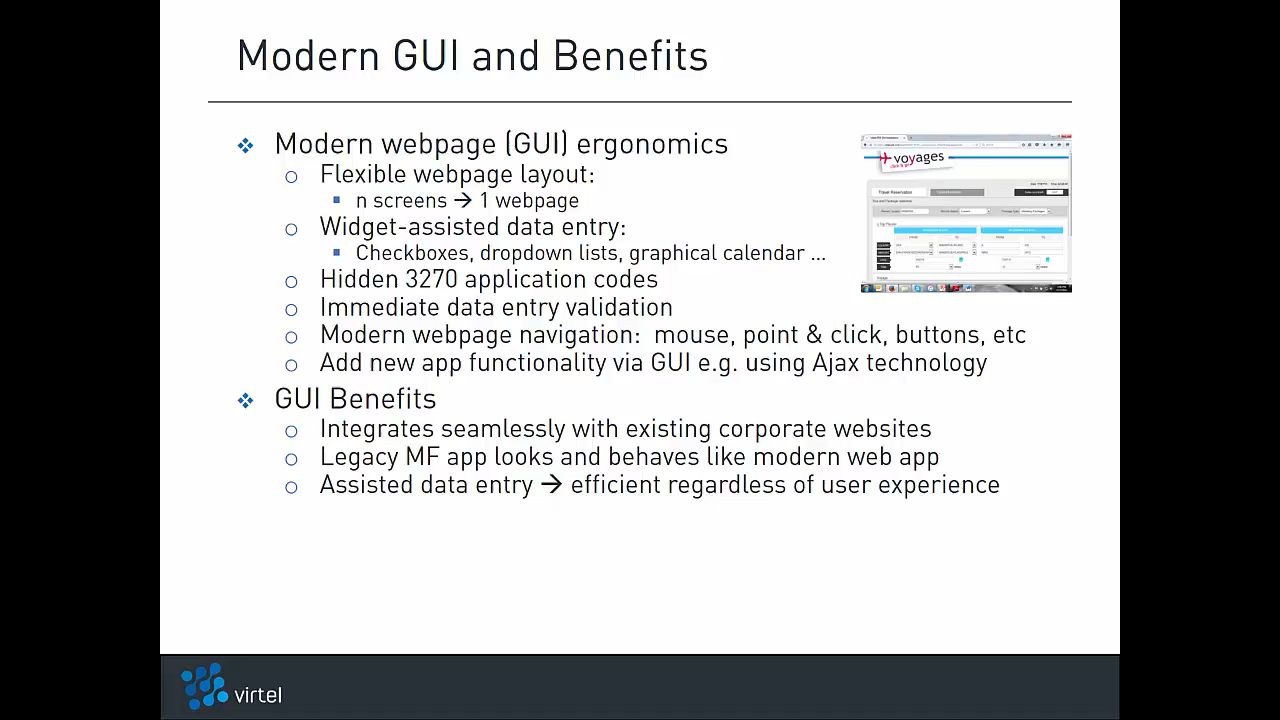 Modern GUI and Benefits
Modern webpage (GUI) ergonomics
Flexible webpage layout:
n screens → 1 webpage
Widget-assisted data entry:
Checkboxes, dropdown lists, graphical calendar ...
Hidden 3270 application codes
Immediate data entry validation
Modern webpage navigation: mouse, point & click, buttons, etc
Add new app functionality via GUI e.g. using Ajax technology
GUI Benefits
Integrates seamlessly with existing corporate websites
Legacy MF app looks and behaves like modern web app
Assisted data entry → efficient regardless of user experience
voyages
Travel Reservation
virtel